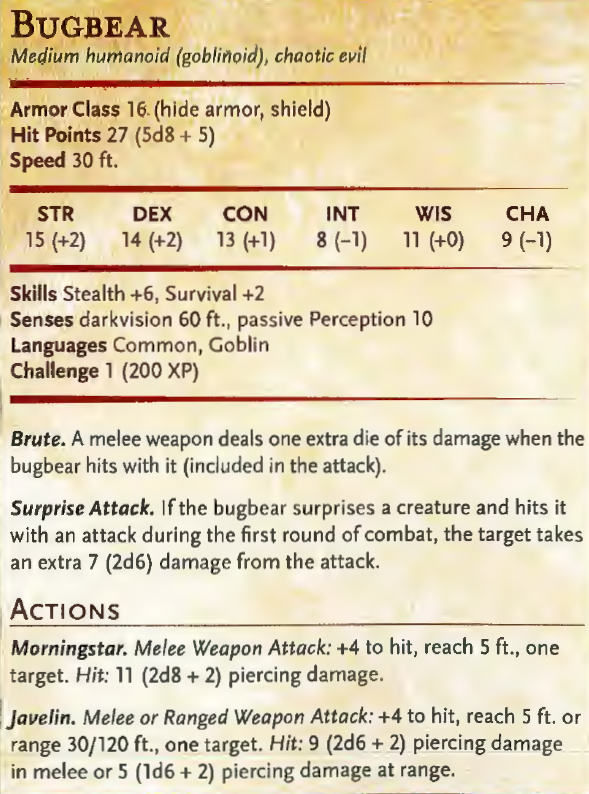 BUGBEAR
Medium humanoid (goblinoid), chaotic evil
Armor Class 16 (hide armor, shield)
Hit Points 27 (5d8 + 5)
Speed 30 ft.
STR DEX CON INT WIS CHA
15 (+2) 14 (+2) 13 (+1) 8 (−1) 11 (+0) 9 (−1)
Skills Stealth +6, Survival +2
Senses darkvision 60 ft., passive Perception 10
Languages Common, Goblin
Challenge 1 (200 XP)
Brute. A melee weapon deals one extra die of its damage when the
bugbear hits with it (included in the attack).
Surprise Attack. If the bugbear surprises a creature and hits it
with an attack during the first round of combat, the target takes
an extra 7 (2d6) damage from the attack.
ACTIONS
Morningstar. Melee Weapon Attack: +4 to hit, reach 5 ft., one
target. Hit: 11 (2d8 + 2) piercing damage.
Javelin. Melee or Ranged Weapon Attack: +4 to hit, reach 5 ft. or
range 30/120 ft., one target. Hit: 9 (2d6 + 2) piercing damage
in melee or 5 (1d6 + 2) piercing damage at range.